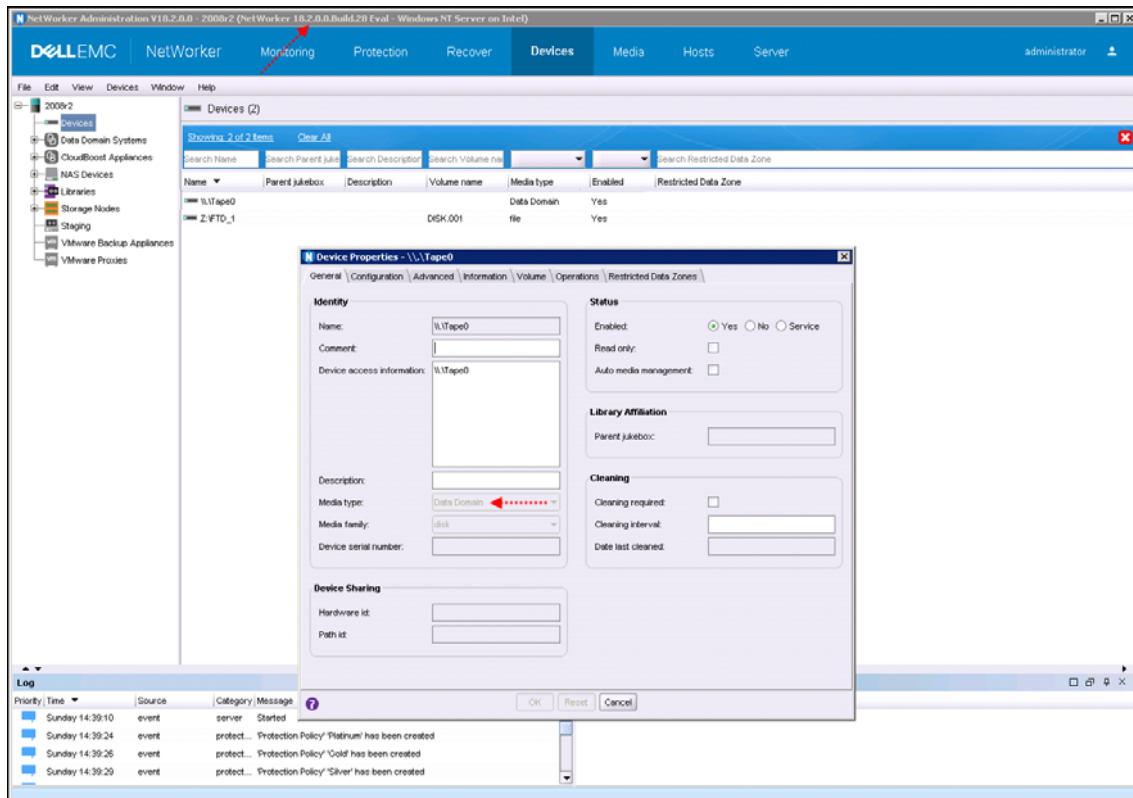 NetWorker Administration V18.2.0.0 - 2008r2 (NetWorker 18.2.0.0.Build.28 Eval - Windows NT Server on Intel)
DELLEMC NetWorker Monitoring Protection Recover Devices Media Hosts Server administrator
File Edit View Devices Window Help
2008r2
Devices
Data Domain Systems
CloudBoost Appliances
NAS Devices
Libraries
Storage Nodes
Staging
VMware Backup Appliances
VMware Proxies
Devices (2)
Showing: 2 of 2 items Clear All
Search Name Search Parent juke Search Description Search Volume na Search Restricted Data Zone
Name Parent jukebox Description Volume name Media type Enabled Restricted Data Zone
\\.\Tape0 Data Domain Yes
Z:\FTD_1 DISK.001 file Yes
Device Properties - \\.\Tape0
General Configuration Advanced Information Volume Operations Restricted Data Zones
Identity
Name: \\.\Tape0
Comment:
Device access information: \\.\Tape0
Description:
Media type: Data Domain
Media family: disk
Device serial number:
Device Sharing
Hardware id:
Path id:
Status
Enabled: Yes No Service
Read only:
Auto media management:
Library Affiliation
Parent jukebox:
Cleaning
Cleaning required:
Cleaning interval:
Date last cleaned:
OK Reset Cancel
Log
Priority Time Source Category Message
Sunday 14:39:10 event server Started
Sunday 14:39:24 event protect... 'Protection Policy' 'Platinum' has been created
Sunday 14:39:26 event protect... 'Protection Policy' 'Gold' has been created
Sunday 14:39:29 event protect... 'Protection Policy' 'Silver' has been created